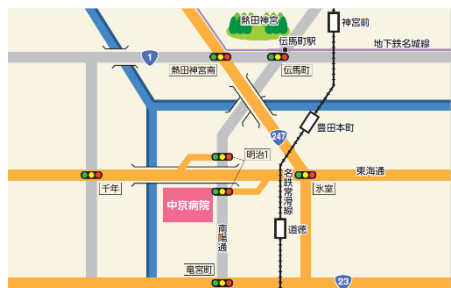 熱田神宮
神宮前
伝馬町駅
地下鉄名城線
1
熱田神宮南
伝馬町
豊田本町
247
明治1
東海通
千年
名鉄常滑線
氷室
中京病院
南陽通
道徳
竜宮町
23